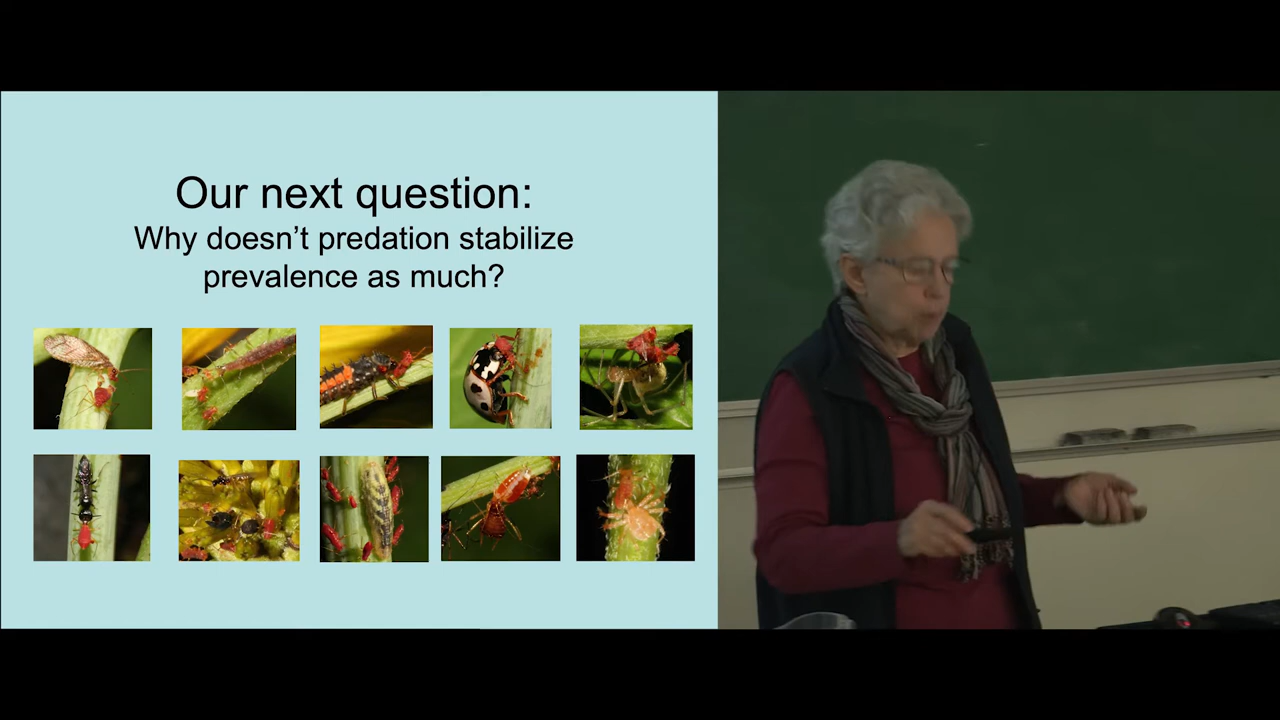 Our next question:
Why doesn’t predation stabilize
prevalence as much?